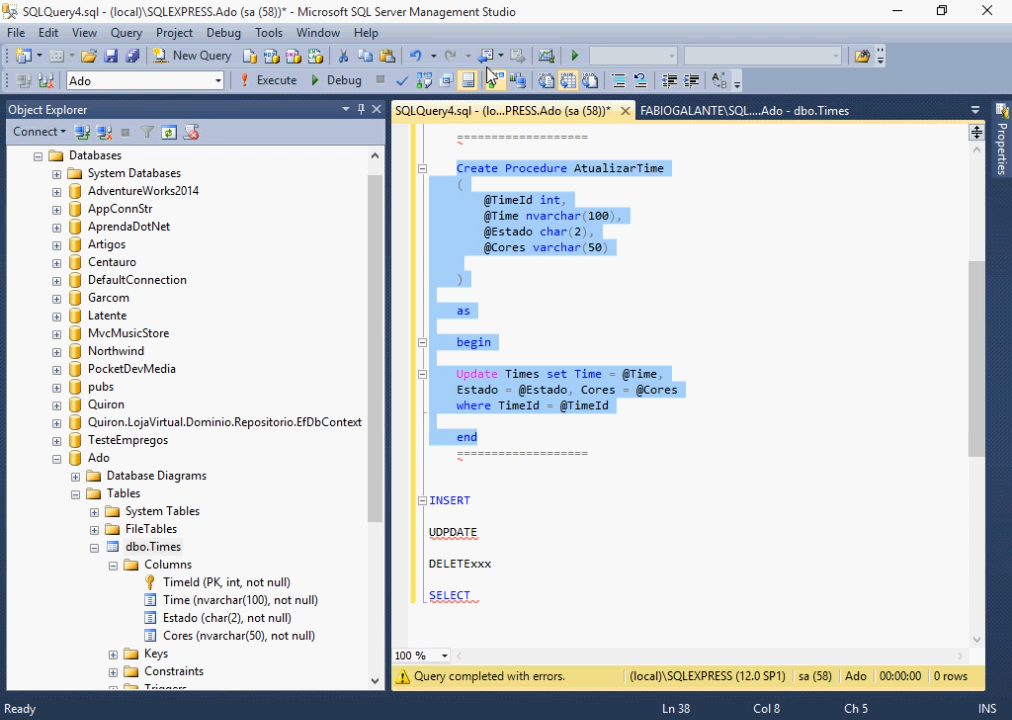 SQLQuery4.sql - (local)\SQLEXPRESS.Ado (sa (58))* - Microsoft SQL Server Management Studio
File Edit View Query Project Debug Tools Window Help
New Query
Ado Execute Debug
Object Explorer
SQLQuery4.sql - (lo...PRESS.Ado (sa (58))* FABIOGALANTE\SQL....Ado - dbo.Times
Properties
Connect
Databases
System Databases
AdventureWorks2014
AppConnStr
AprendaDotNet
Artigos
Centauro
DefaultConnection
Garcom
Latente
MvcMusicStore
Northwind
PocketDevMedia
pubs
Quiron
Quiron.LojaVirtual.Dominio.Repositorio.EfDbContext
TesteEmpregos
Ado
Database Diagrams
Tables
System Tables
FileTables
dbo.Times
Columns
TimeId (PK, int, not null)
Time (nvarchar(100), not null)
Estado (char(2), not null)
Cores (nvarchar(50), not null)
Keys
Constraints
Triggers
===================
Create Procedure AtualizarTime
(
@TimeId int,
@Time nvarchar(100),
@Estado char(2),
@Cores varchar(50)
)
as
begin
Update Times set Time = @Time,
Estado = @Estado, Cores = @Cores
where TimeId = @TimeId
end
===================
INSERT
UDPDATE
DELETExxx
SELECT
100 %
Query completed with errors. (local)\SQLEXPRESS (12.0 SP1) sa (58) Ado 00:00:00 0 rows
Ready Ln 38 Col 8 Ch 5 INS